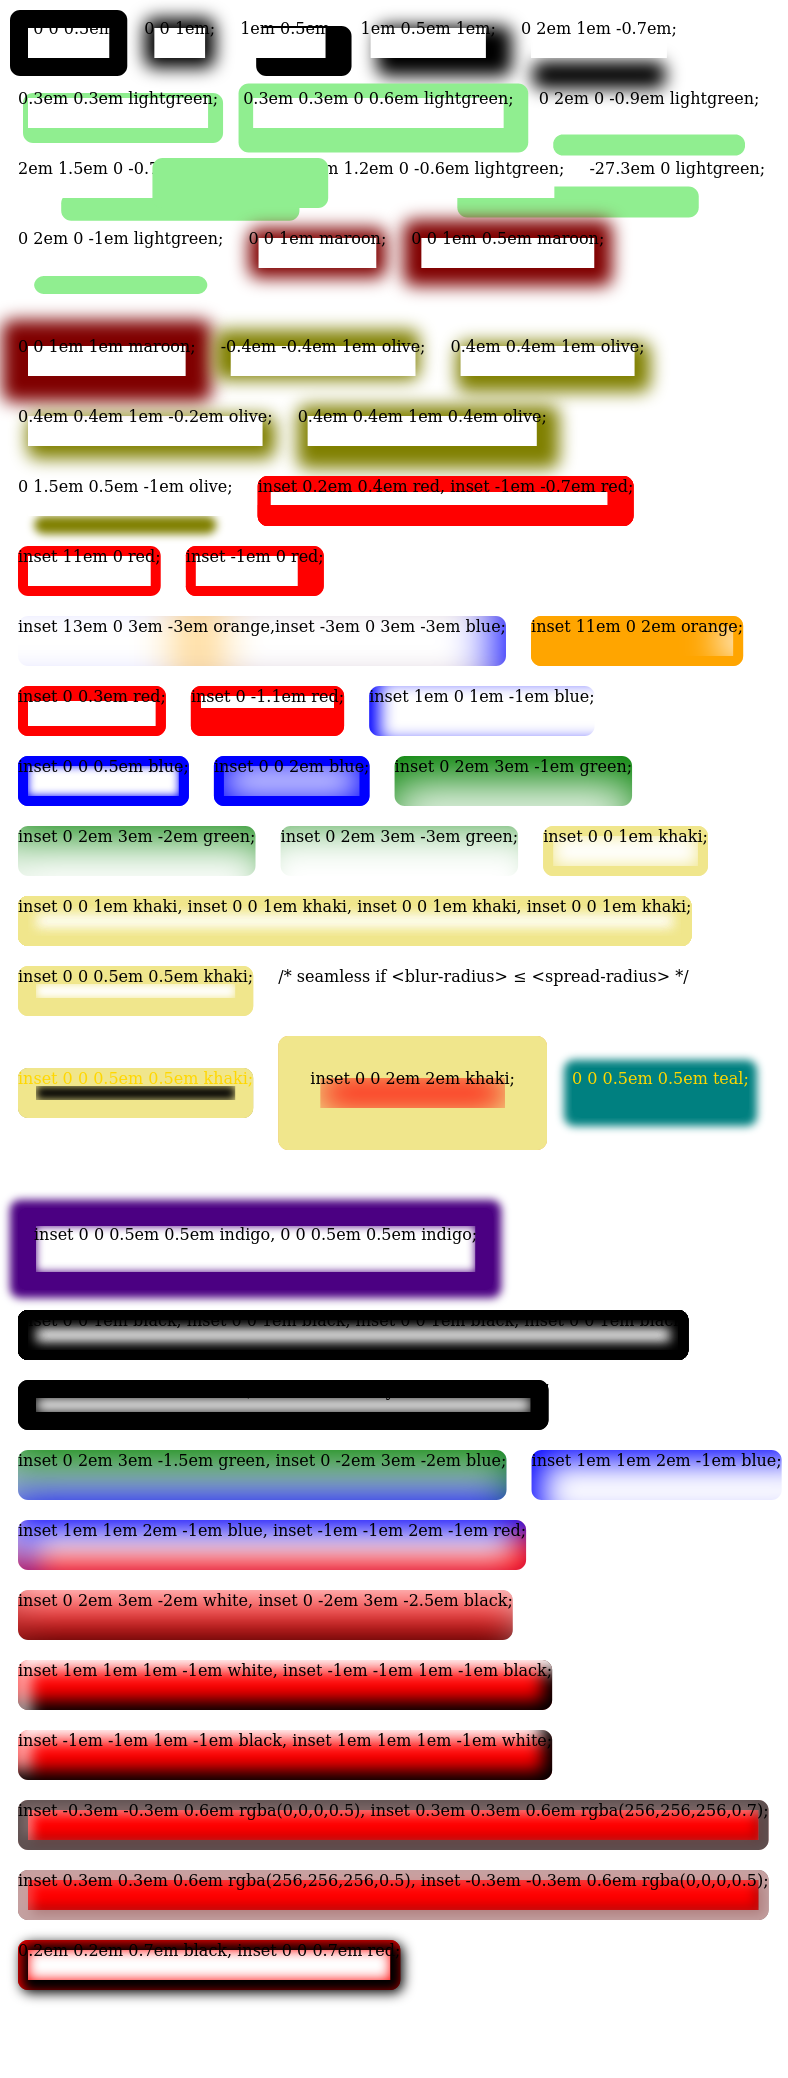 0 0 0.5em 0 0 1em; 1em 0.5em 1em 0.5em 1em; 0 2em 1em -0.7em;
0.3em 0.3em lightgreen; 0.3em 0.3em 0 0.6em lightgreen; 0 2em 0 -0.9em lightgreen;
2em 1.5em 0 1.2em 0 -0.6em lightgreen; -27.3em 0 lightgreen;
0 2em 0 -1em lightgreen; 0 0 1em maroon; 0 0 1em 0.5em maroon;
0 0 1em 1em maroon; -0.4em -0.4em 1em olive; 0.4em 0.4em 1em olive;
0.4em 0.4em 1em -0.2em olive; 0.4em 0.4em 1em 0.4em olive;
0 1.5em 0.5em -1em olive; inset 0.2em 0.4em red, inset -1em -0.7em red;
inset 11em 0 red; inset -1em 0 red;
inset 13em 0 3em -3em orange,inset -3em 0 3em -3em blue; inset 11em 0 2em orange;
inset 0 0.3em red; inset 0 -1.1em red; inset 1em 0 1em -1em blue;
inset 0 0 0.5em blue; inset 0 0 2em blue; inset 0 2em 3em -1em green;
inset 0 2em 3em -2em green; inset 0 2em 3em -3em green; inset 0 0 1em khaki;
inset 0 0 1em khaki, inset 0 0 1em khaki, inset 0 0 1em khaki, inset 0 0 1em khaki;
inset 0 0 0.5em 0.5em khaki; /* seamless if <blur-radius> ≤ <spread-radius> */
inset 0 0 0.5em 0.5em khaki; inset 0 0 2em 2em khaki; 0 0 0.5em 0.5em teal;
inset 0 0 0.5em 0.5em indigo, 0 0 0.5em 0.5em indigo;
inset 0 0 1em black, inset 0 0 1em black, inset 0 0 1em black, inset 0 0 1em
inset 0 2em 3em -1.5em green, inset 0 -2em 3em -2em blue; inset 1em 1em 2em -1em blue;
inset 1em 1em 2em -1em blue, inset -1em -1em 2em -1em red;
inset 0 2em 3em -2em white, inset 0 -2em 3em -2.5em black;
inset 1em 1em 1em -1em white, inset -1em -1em 1em -1em black;
inset -1em -1em 1em -1em black, inset 1em 1em 1em -1em white;
inset -0.3em -0.3em 0.6em rgba(0,0,0,0.5), inset 0.3em 0.3em 0.6em rgba(256,256,256,0.7);
inset 0.3em 0.3em 0.6em rgba(256,256,256,0.5), inset -0.3em -0.3em 0.6em rgba(0,0,0,0.5);
0.2em 0.2em 0.7em black, inset 0 0 0.7em red;